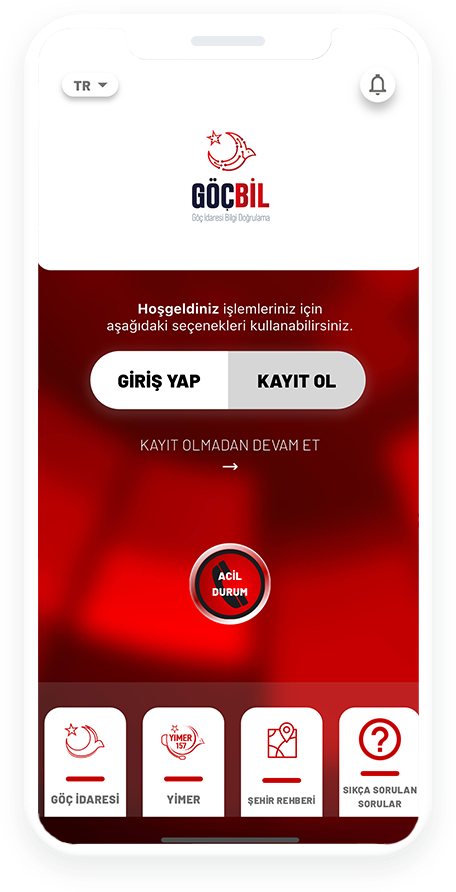 TR
GÖÇBİL
Göç İdaresi Bilgi Doğrulama
Hoşgeldiniz işlemleriniz için
aşağıdaki seçenekleri kullanabilirsiniz.
GİRİŞ YAP
KAYIT OL
KAYIT OLMADAN DEVAM ET
→
ACİL
DURUM
GÖÇ İDARESİ
YİMER
157
YİMER
ŞEHİR REHBERİ
?
SIKÇA SORULAN
SORULAR